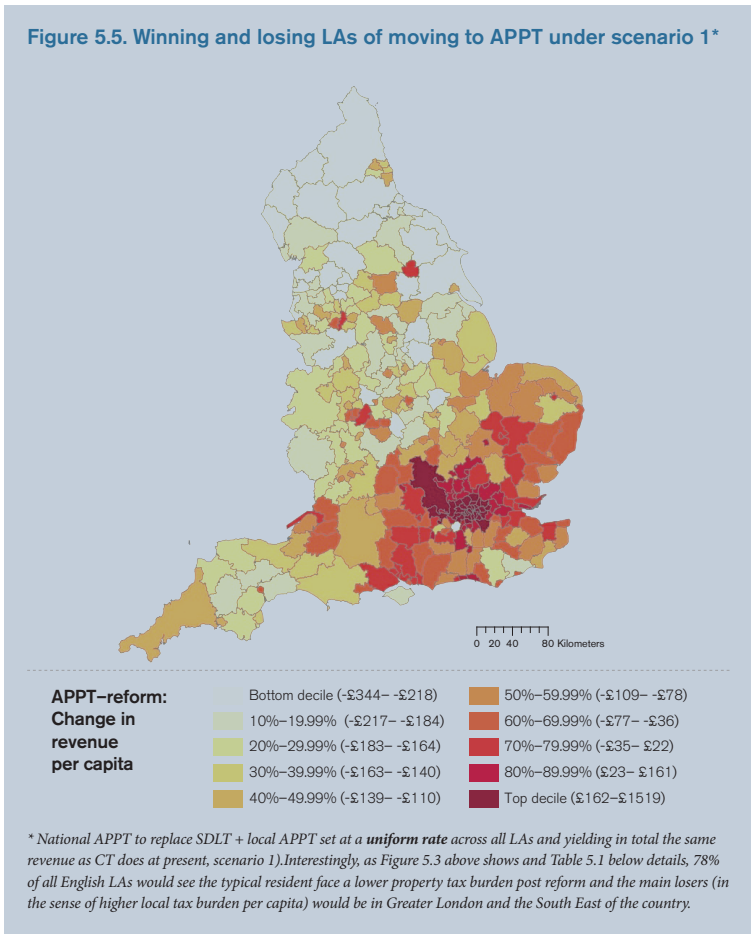 Figure 5.5. Winning and losing LAs of moving to APPT under scenario 1*
0 20 40 80 Kilometers
APPT–reform:
Change in
revenue
per capita
Bottom decile (-£344– -£218)
10%–19.99% (-£217– -£184)
20%–29.99% (-£183– -£164)
30%–39.99% (-£163– -£140)
40%–49.99% (-£139– -£110)
50%–59.99% (-£109– -£78)
60%–69.99% (-£77– -£36)
70%–79.99% (-£35– £22)
80%–89.99% (£23– £161)
Top decile (£162–£1519)
* National APPT to replace SDLT + local APPT set at a uniform rate across all LAs and yielding in total the same
revenue as CT does at present, scenario 1).Interestingly, as Figure 5.3 above shows and Table 5.1 below details, 78%
of all English LAs would see the typical resident face a lower property tax burden post reform and the main losers (in
the sense of higher local tax burden per capita) would be in Greater London and the South East of the country.